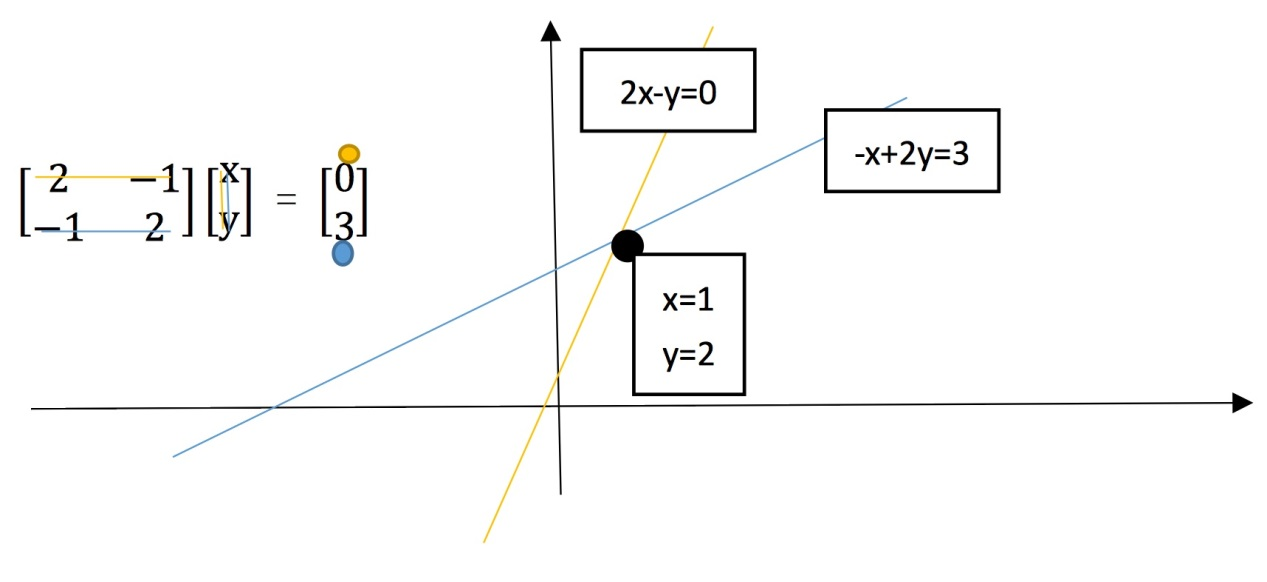 2x-y=0
-x+2y=3
[2 −1
−1 2] [x
y] = [0
3]
x=1
y=2